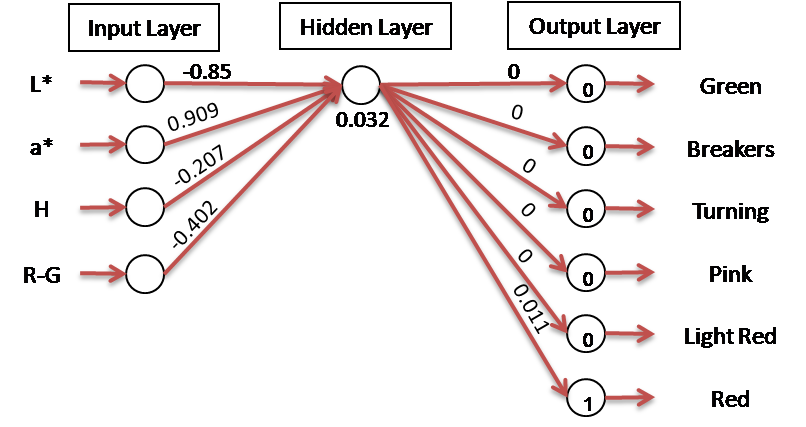 Input Layer
Hidden Layer
Output Layer
L*
-0.85
0
0
Green
0.032
a*
0.909
0
0
Breakers
H
-0.207
0
0
Turning
R-G
-0.402
0
0
Pink
0
0
Light Red
0.011
1
Red